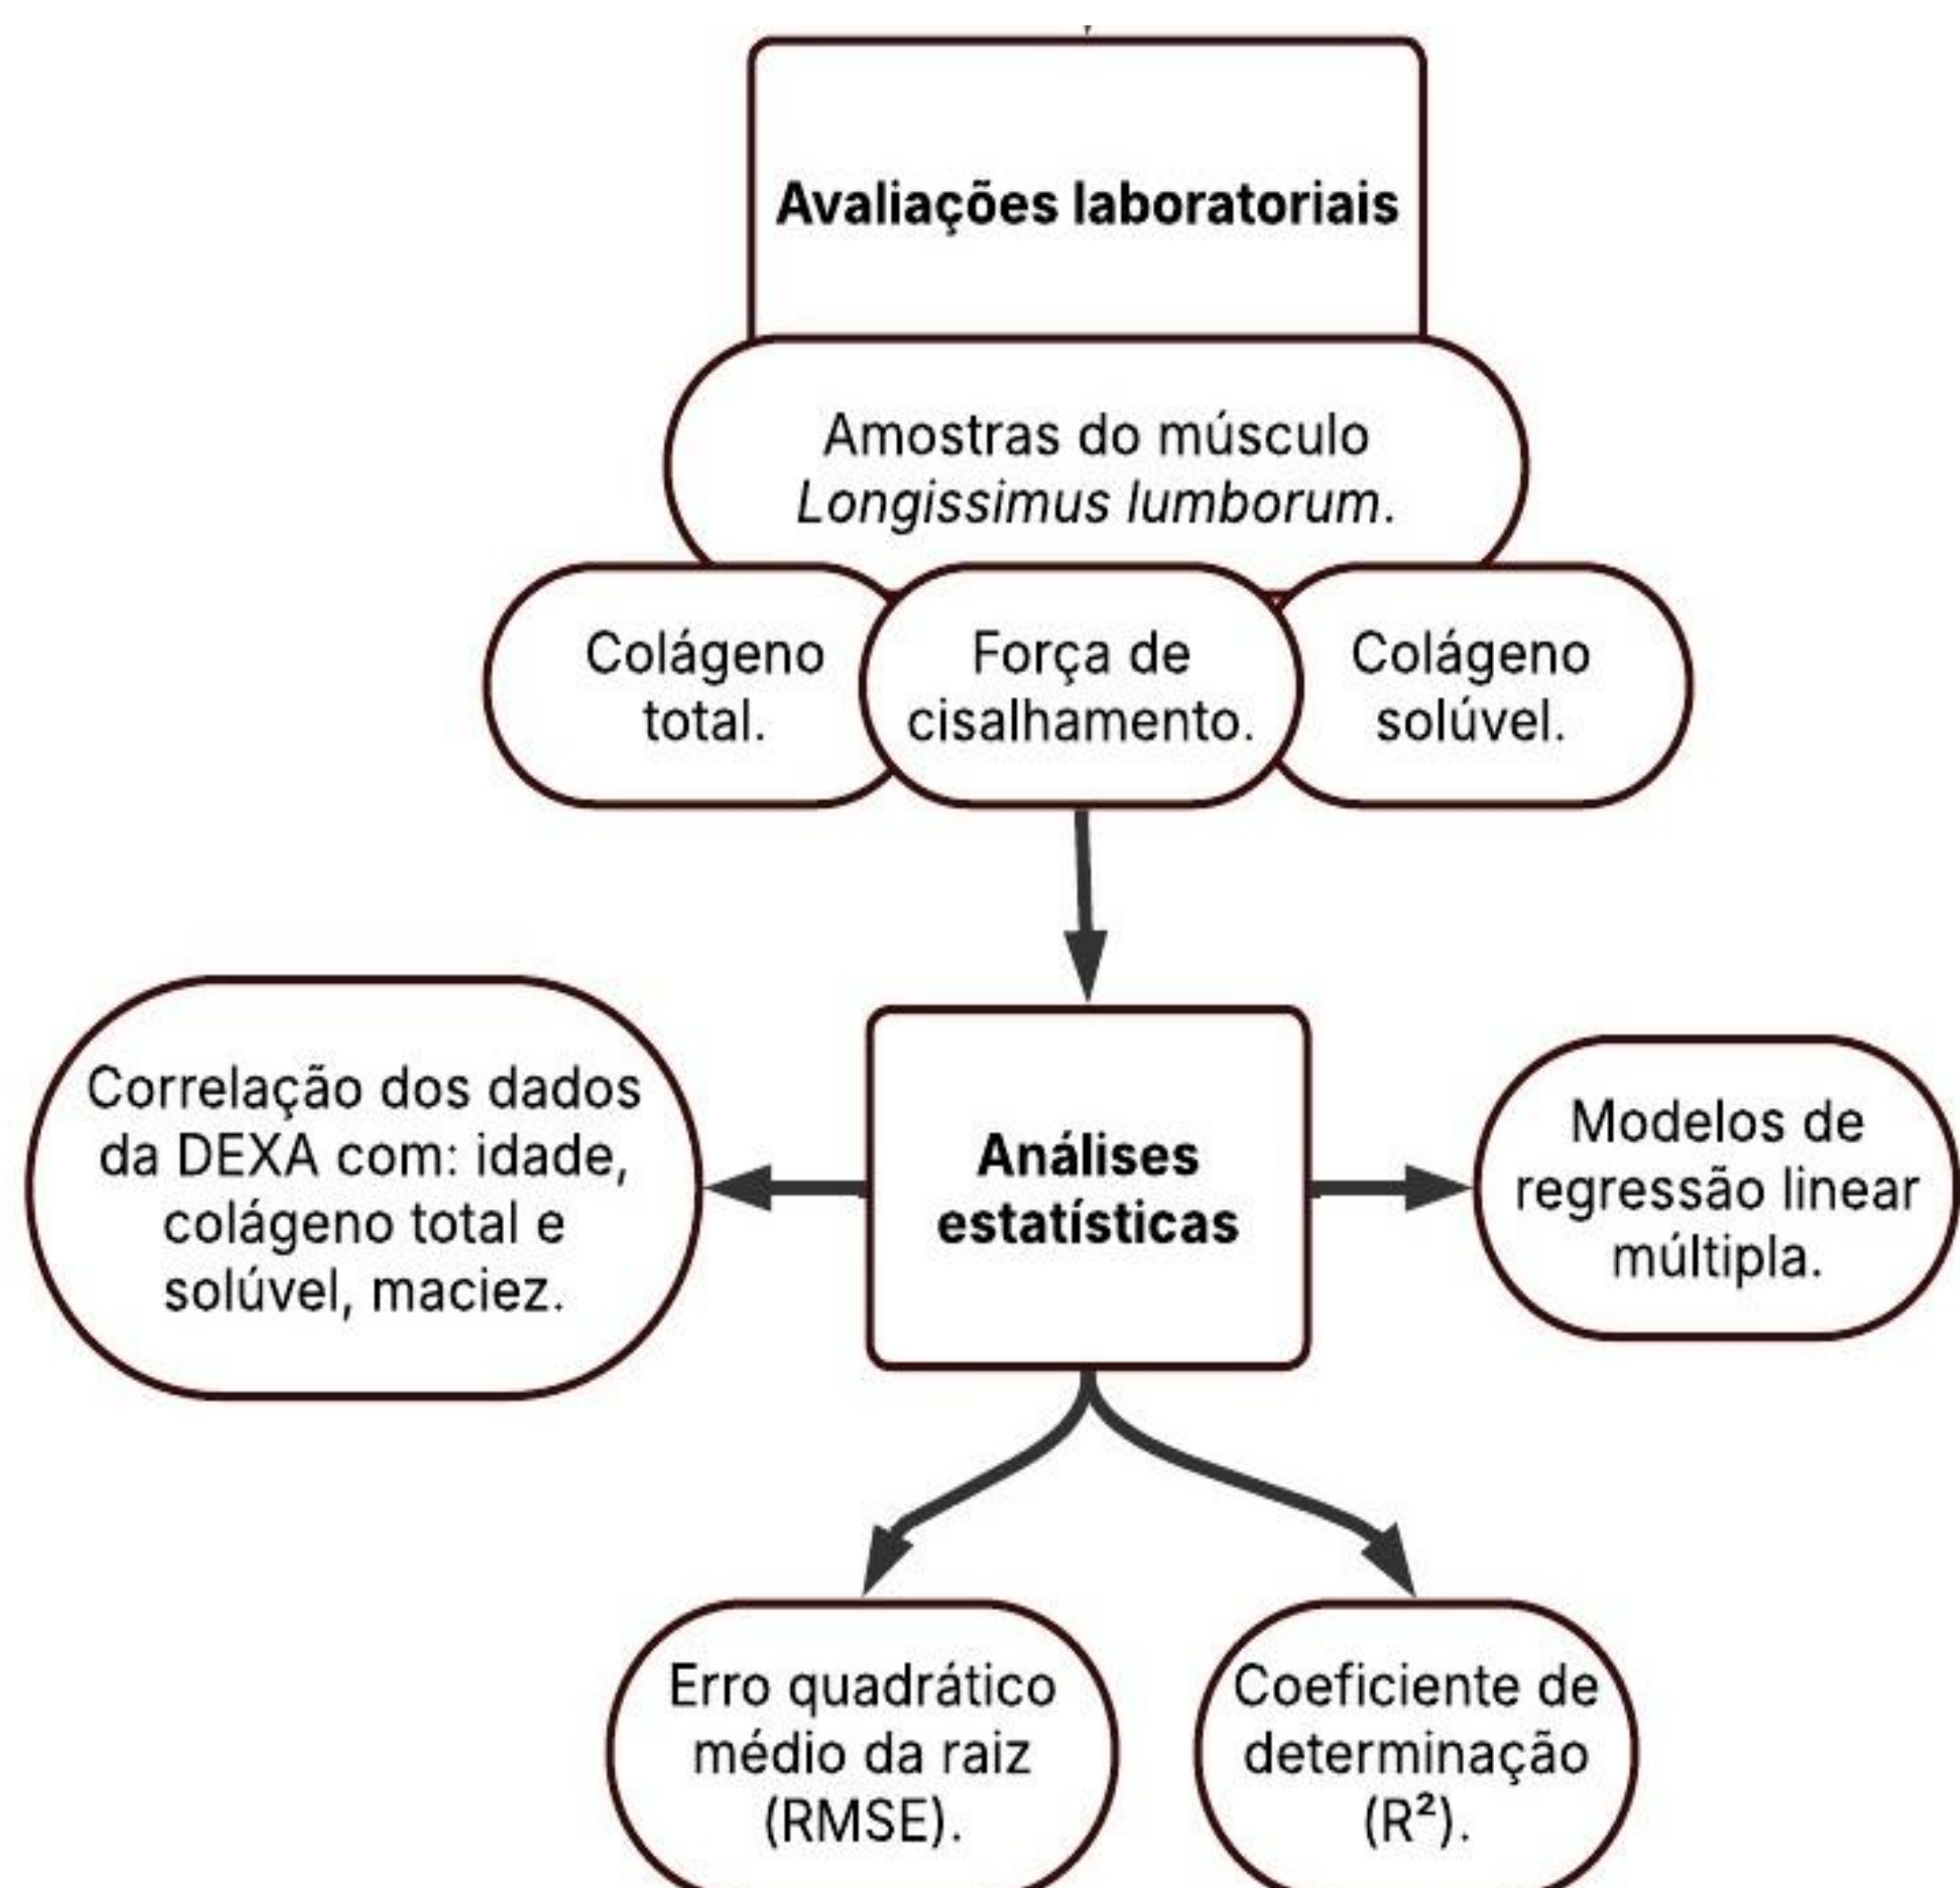 Avaliações laboratoriais
Amostras do músculo
Longissimus lumborum.
Colágeno
total.
Força de
cisalhamento.
Colágeno
solúvel.
Correlação dos dados
da DEXA com: idade,
colágeno total e
solúvel, maciez.
Análises
estatísticas
Modelos de
regressão linear
múltipla.
Erro quadrático
médio da raiz
(RMSE).
Coeficiente de
determinação
(R²).